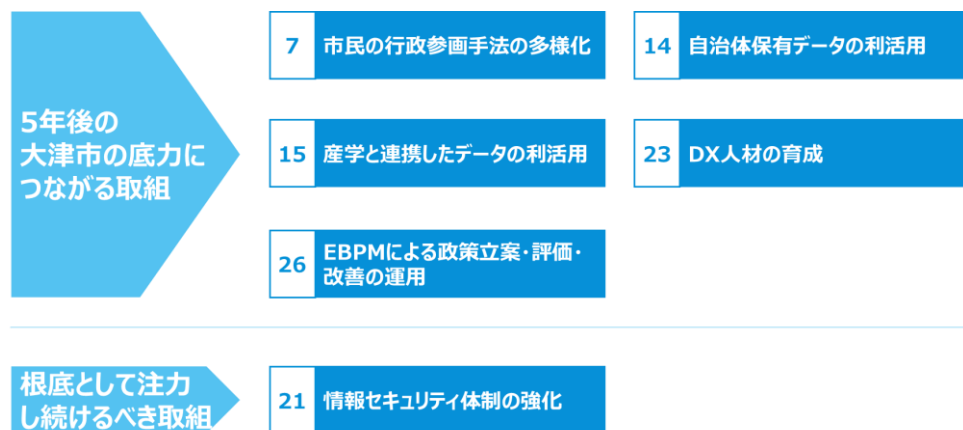 5年後の
大津市の底力に
つながる取組
7 市民の行政参画手法の多様化
14 自治体保有データの利活用
15 産学と連携したデータの利活用
23 DX人材の育成
26 EBPMによる政策立案・評価・
改善の運用
根底として注力
し続けるべき取組
21 情報セキュリティ体制の強化